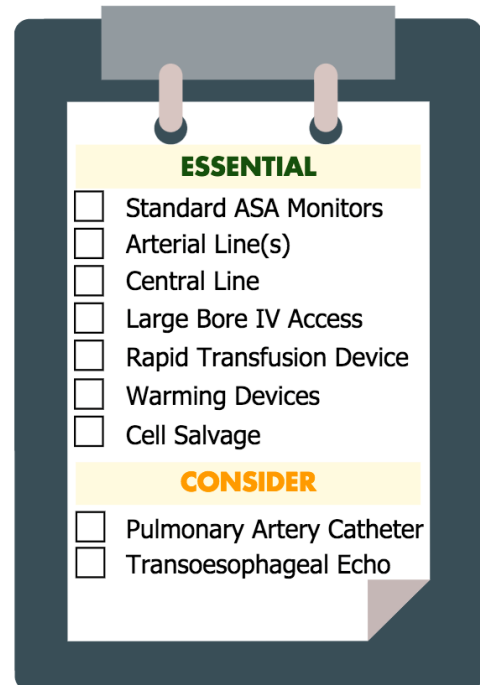 ESSENTIAL
Standard ASA Monitors
Arterial Line(s)
Central Line
Large Bore IV Access
Rapid Transfusion Device
Warming Devices
Cell Salvage
CONSIDER
Pulmonary Artery Catheter
Transoesophageal Echo